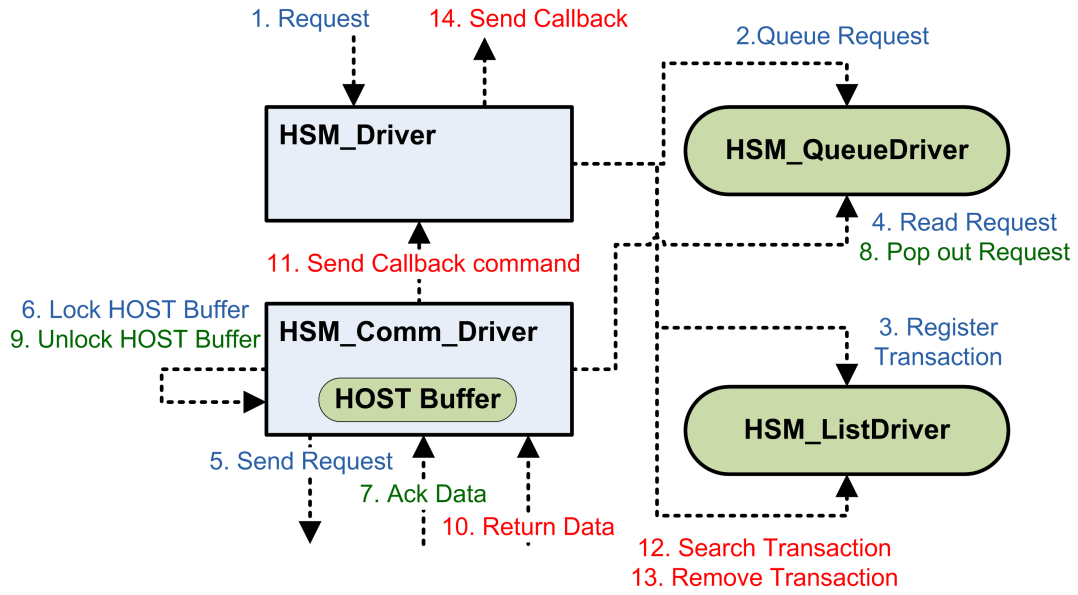 1. Request
14. Send Callback
2.Queue Request
HSM_Driver
HSM_QueueDriver
4. Read Request
8. Pop out Request
11. Send Callback command
6. Lock HOST Buffer
9. Unlock HOST Buffer
HSM_Comm_Driver
3. Register
Transaction
HOST Buffer
HSM_ListDriver
5. Send Request
7. Ack Data
10. Return Data
12. Search Transaction
13. Remove Transaction